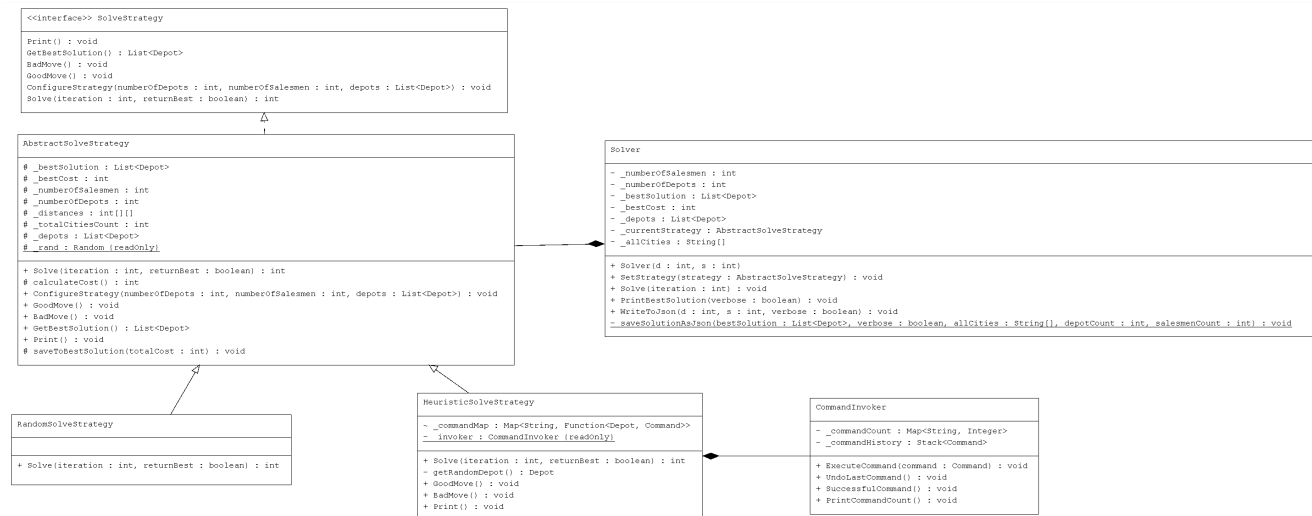 <<interface>> SolveStrategy
Print() : void
GetBestSolution() : List<Depot>
BadMove() : void
GoodMove() : void
ConfigureStrategy(numberOfDepots : int, numberOfSalesmen : int, depots : List<Depot>) : void
Solve(iteration : int, returnBest : boolean) : int
AbstractSolveStrategy
# _bestSolution : List<Depot>
# _bestCost : int
# _numberOfSalesmen : int
# _numberOfDepots : int
# _distances : int[][]
# _totalCitiesCount : int
# _depots : List<Depot>
# _rand : Random {readOnly}
+ Solve(iteration : int, returnBest : boolean) : int
# calculateCost() : int
+ ConfigureStrategy(numberOfDepots : int, numberOfSalesmen : int, depots : List<Depot>) : void
+ GoodMove() : void
+ BadMove() : void
+ GetBestSolution() : List<Depot>
+ Print() : void
# saveToBestSolution(totalCost : int) : void
Solver
- _numberOfSalesmen : int
- _numberOfDepots : int
- _bestSolution : List<Depot>
- _bestCost : int
- _depots : List<Depot>
- _currentStrategy : AbstractSolveStrategy
- _allCities : String[]
+ Solver(d : int, s : int)
+ SetStrategy(strategy : AbstractSolveStrategy) : void
+ Solve(iteration : int) : void
+ PrintBestSolution(verbose : boolean) : void
+ WriteToJson(d : int, s : int, verbose : boolean) : void
- saveSolutionAsJson(bestSolution : List<Depot>, verbose : boolean, allCities : String[], depotCount : int, salesmenCount : int) : void
RandomSolveStrategy
+ Solve(iteration : int, returnBest : boolean) : int
HeuristicSolveStrategy
~ _commandMap : Map<String, Function<Depot, Command>>
- _invoker : CommandInvoker {readOnly}
+ Solve(iteration : int, returnBest : boolean) : int
- getRandomDepot() : Depot
+ GoodMove() : void
+ BadMove() : void
+ Print() : void
CommandInvoker
- _commandCount : Map<String, Integer>
- _commandHistory : Stack<Command>
+ ExecuteCommand(command : Command) : void
+ UndoLastCommand() : void
+ SuccessfulCommand() : void
+ PrintCommandCount() : void